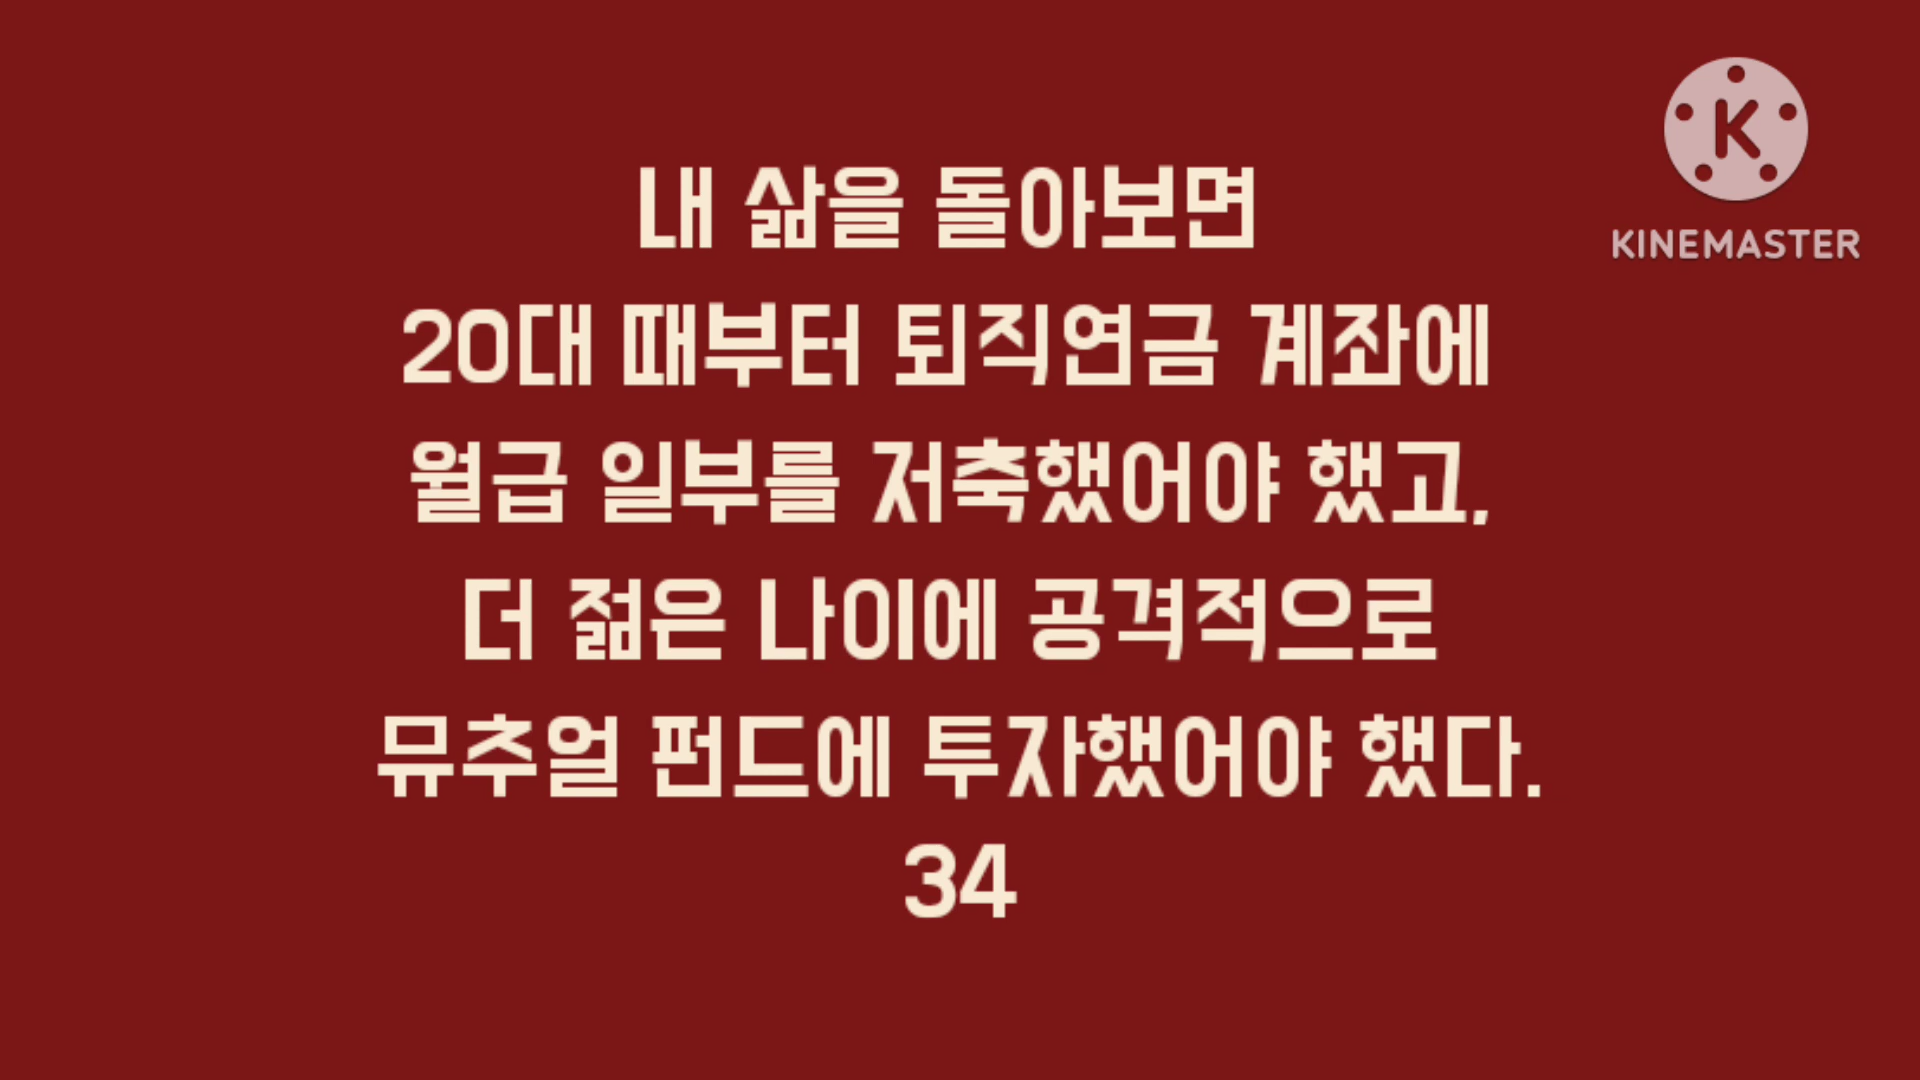 내 삶을 돌아보면
20대 때부터 퇴직연금 계좌에
월급 일부를 저축했어야 했고,
더 젊은 나이에 공격적으로
뮤추얼 펀드에 투자했어야 했다.
34
K
KINEMASTER